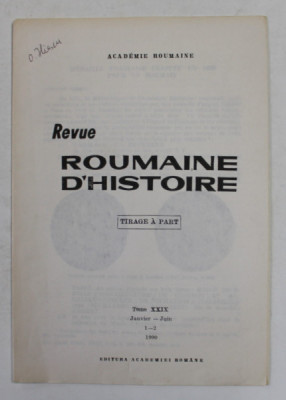 ACADÉMIE ROUMAINE
Revue
ROUMAINE
D'HISTOIRE
TIRAGE À PART
Tome XXIX
Janvier – Juin
1–2
1990
EDITURA ACADEMIEI ROMÂNE